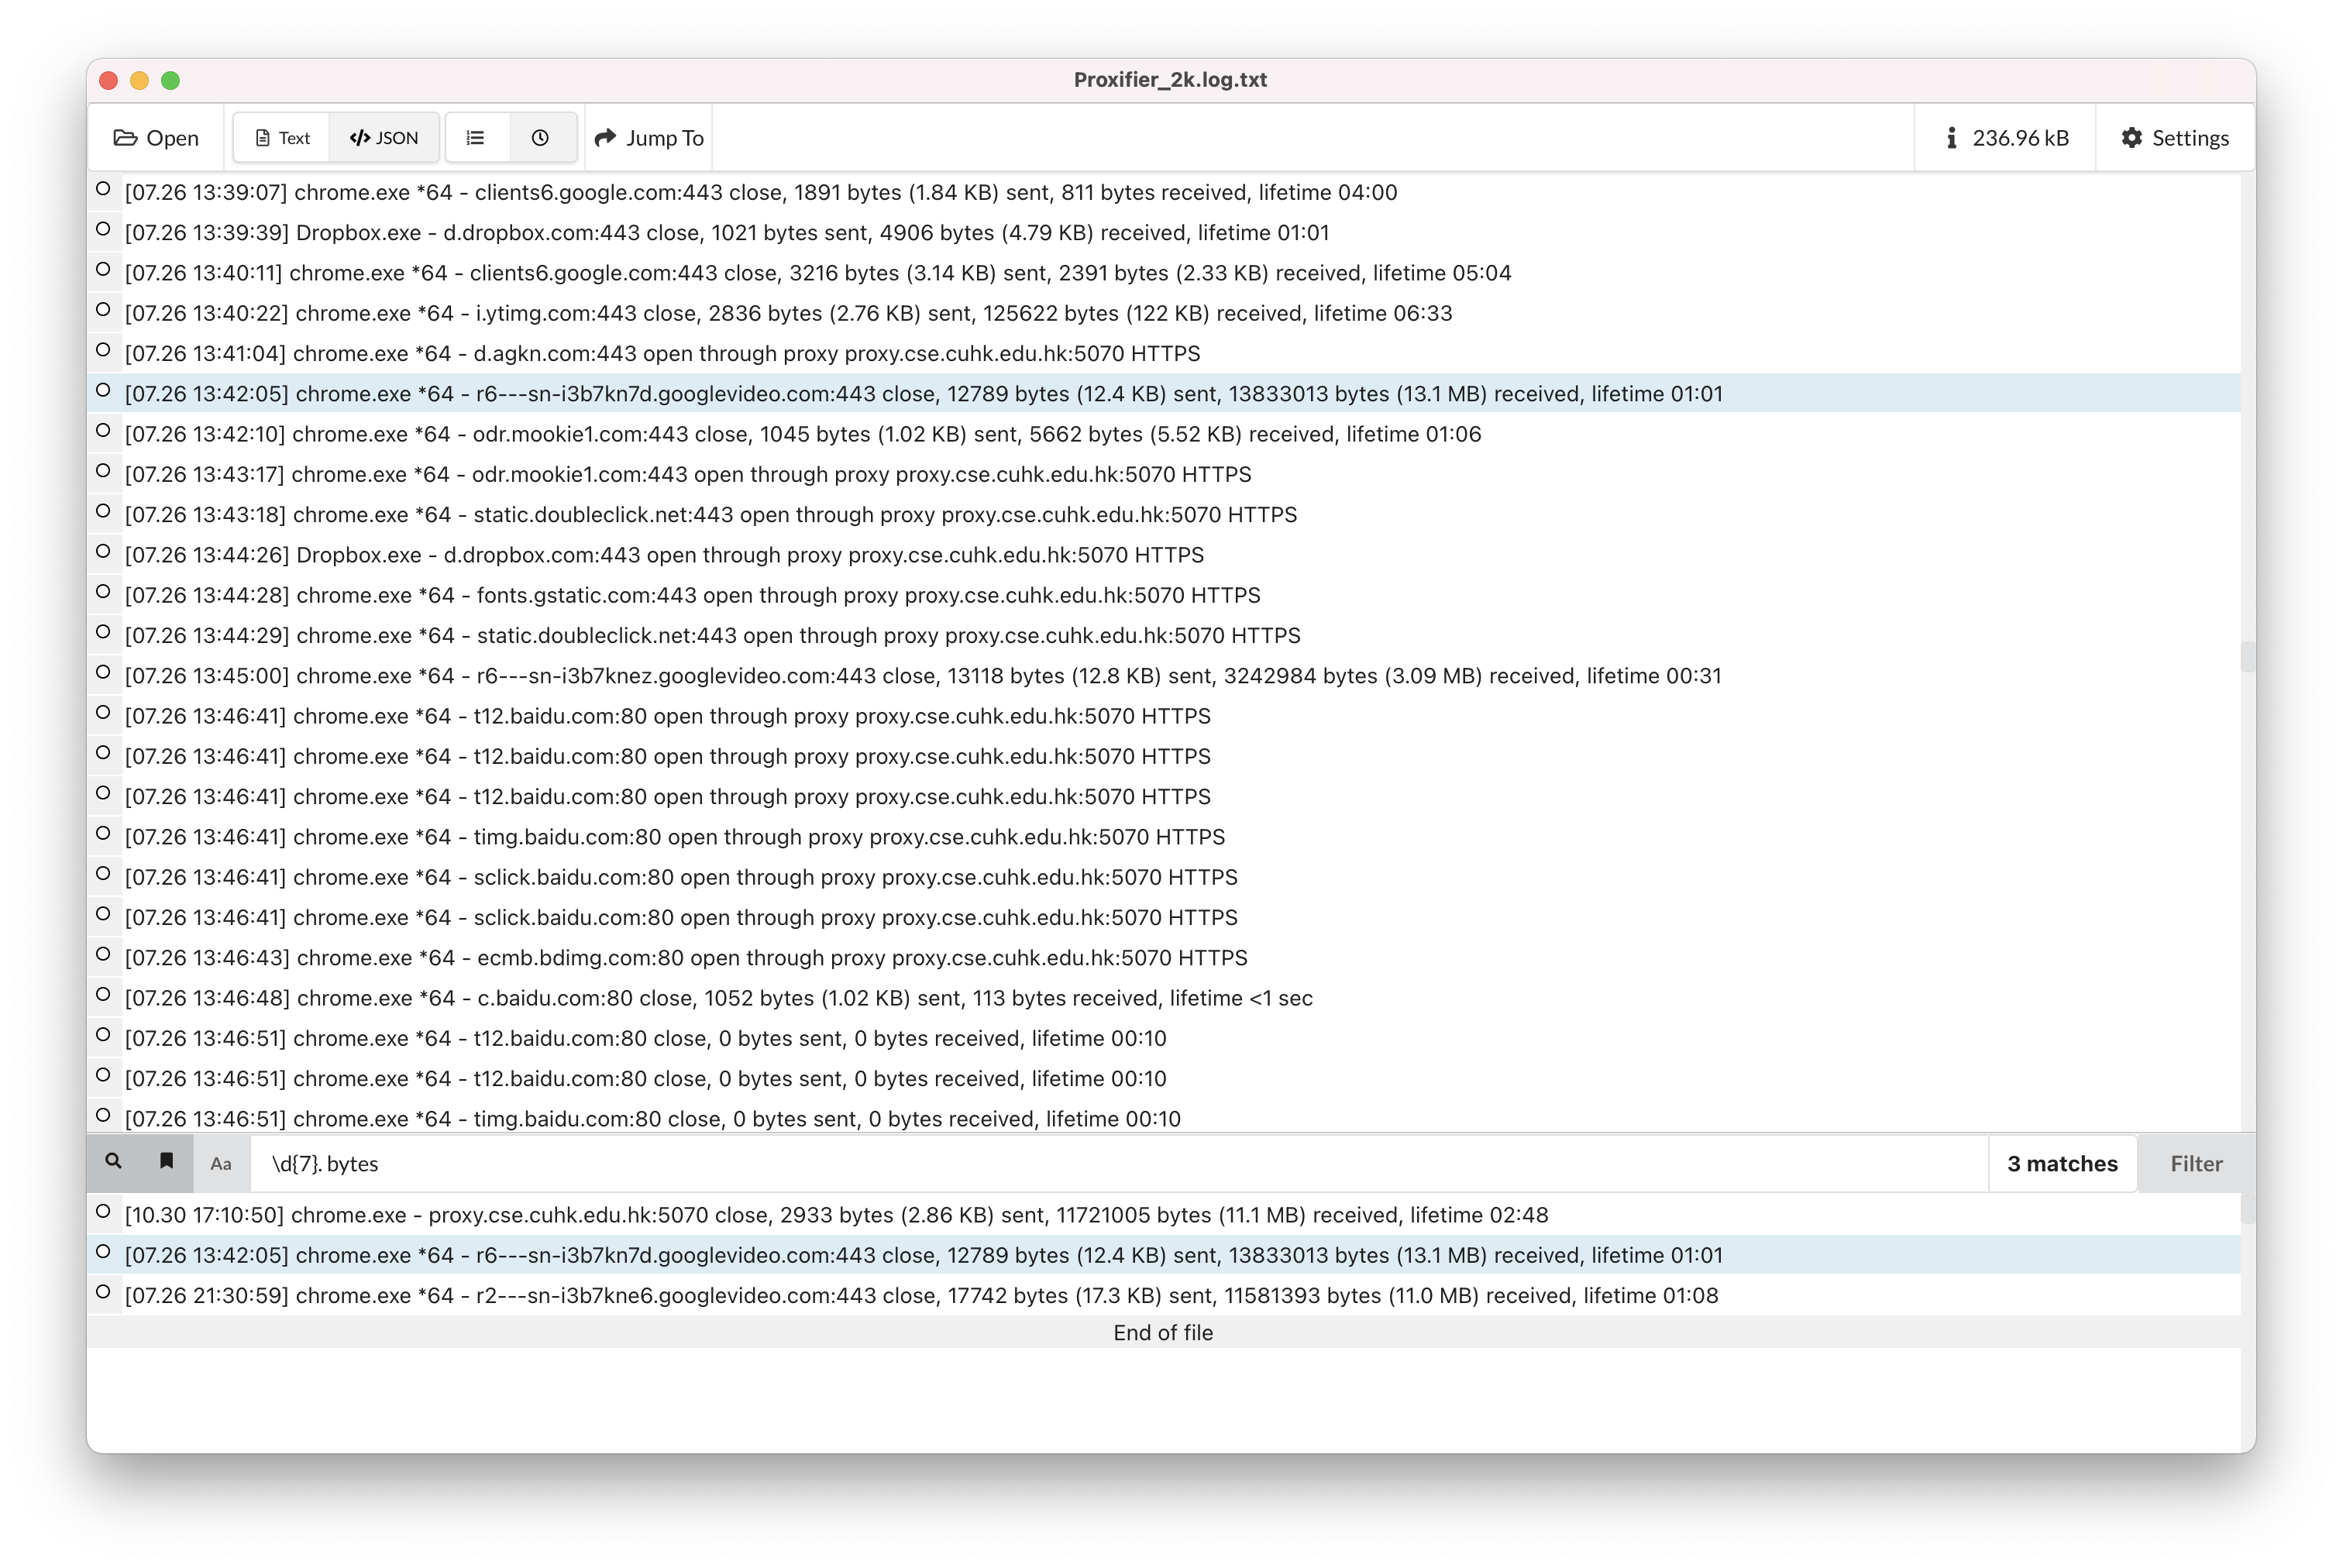 Proxifier_2k.log.txt
Open Text JSON Jump To 236.96 kB Settings
[07.26 13:39:07] chrome.exe *64 - clients6.google.com:443 close, 1891 bytes (1.84 KB) sent, 811 bytes received, lifetime 04:00
[07.26 13:39:39] Dropbox.exe - d.dropbox.com:443 close, 1021 bytes sent, 4906 bytes (4.79 KB) received, lifetime 01:01
[07.26 13:40:11] chrome.exe *64 - clients6.google.com:443 close, 3216 bytes (3.14 KB) sent, 2391 bytes (2.33 KB) received, lifetime 05:04
[07.26 13:40:22] chrome.exe *64 - i.ytimg.com:443 close, 2836 bytes (2.76 KB) sent, 125622 bytes (122 KB) received, lifetime 06:33
[07.26 13:41:04] chrome.exe *64 - d.agkn.com:443 open through proxy proxy.cse.cuhk.edu.hk:5070 HTTPS
[07.26 13:42:05] chrome.exe *64 - r6---sn-i3b7kn7d.googlevideo.com:443 close, 12789 bytes (12.4 KB) sent, 13833013 bytes (13.1 MB) received, lifetime 01:01
[07.26 13:42:10] chrome.exe *64 - odr.mookie1.com:443 close, 1045 bytes (1.02 KB) sent, 5662 bytes (5.52 KB) received, lifetime 01:06
[07.26 13:43:17] chrome.exe *64 - odr.mookie1.com:443 open through proxy proxy.cse.cuhk.edu.hk:5070 HTTPS
[07.26 13:43:18] chrome.exe *64 - static.doubleclick.net:443 open through proxy proxy.cse.cuhk.edu.hk:5070 HTTPS
[07.26 13:44:26] Dropbox.exe - d.dropbox.com:443 open through proxy proxy.cse.cuhk.edu.hk:5070 HTTPS
[07.26 13:44:28] chrome.exe *64 - fonts.gstatic.com:443 open through proxy proxy.cse.cuhk.edu.hk:5070 HTTPS
[07.26 13:44:29] chrome.exe *64 - static.doubleclick.net:443 open through proxy proxy.cse.cuhk.edu.hk:5070 HTTPS
[07.26 13:45:00] chrome.exe *64 - r6---sn-i3b7knez.googlevideo.com:443 close, 13118 bytes (12.8 KB) sent, 3242984 bytes (3.09 MB) received, lifetime 00:31
[07.26 13:46:41] chrome.exe *64 - t12.baidu.com:80 open through proxy proxy.cse.cuhk.edu.hk:5070 HTTPS
[07.26 13:46:41] chrome.exe *64 - t12.baidu.com:80 open through proxy proxy.cse.cuhk.edu.hk:5070 HTTPS
[07.26 13:46:41] chrome.exe *64 - t12.baidu.com:80 open through proxy proxy.cse.cuhk.edu.hk:5070 HTTPS
[07.26 13:46:41] chrome.exe *64 - timg.baidu.com:80 open through proxy proxy.cse.cuhk.edu.hk:5070 HTTPS
[07.26 13:46:41] chrome.exe *64 - sclick.baidu.com:80 open through proxy proxy.cse.cuhk.edu.hk:5070 HTTPS
[07.26 13:46:41] chrome.exe *64 - sclick.baidu.com:80 open through proxy proxy.cse.cuhk.edu.hk:5070 HTTPS
[07.26 13:46:43] chrome.exe *64 - ecmb.bdimg.com:80 open through proxy proxy.cse.cuhk.edu.hk:5070 HTTPS
[07.26 13:46:48] chrome.exe *64 - c.baidu.com:80 close, 1052 bytes (1.02 KB) sent, 113 bytes received, lifetime <1 sec
[07.26 13:46:51] chrome.exe *64 - t12.baidu.com:80 close, 0 bytes sent, 0 bytes received, lifetime 00:10
[07.26 13:46:51] chrome.exe *64 - t12.baidu.com:80 close, 0 bytes sent, 0 bytes received, lifetime 00:10
[07.26 13:46:51] chrome.exe *64 - timg.baidu.com:80 close, 0 bytes sent, 0 bytes received, lifetime 00:10
Aa \d{7}. bytes 3 matches Filter
[10.30 17:10:50] chrome.exe - proxy.cse.cuhk.edu.hk:5070 close, 2933 bytes (2.86 KB) sent, 11721005 bytes (11.1 MB) received, lifetime 02:48
[07.26 13:42:05] chrome.exe *64 - r6---sn-i3b7kn7d.googlevideo.com:443 close, 12789 bytes (12.4 KB) sent, 13833013 bytes (13.1 MB) received, lifetime 01:01
[07.26 21:30:59] chrome.exe *64 - r2---sn-i3b7kne6.googlevideo.com:443 close, 17742 bytes (17.3 KB) sent, 11581393 bytes (11.0 MB) received, lifetime 01:08
End of file